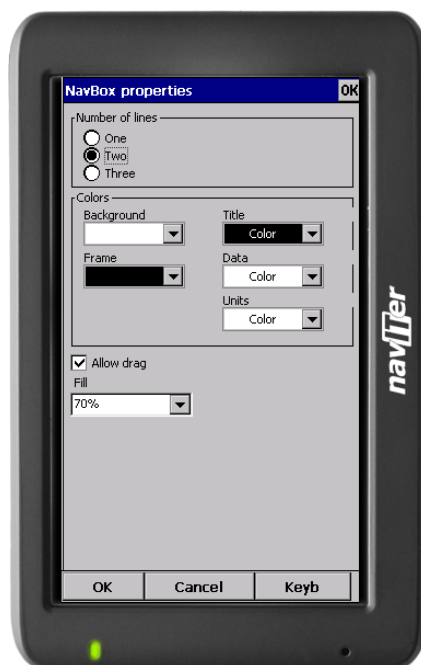 NavBox properties OK
Number of lines
One
Two
Three
Colors
Background Title
Color
Frame Data
Color
Units
Color
Allow drag
Fill
70%
OK Cancel Keyb
naviter